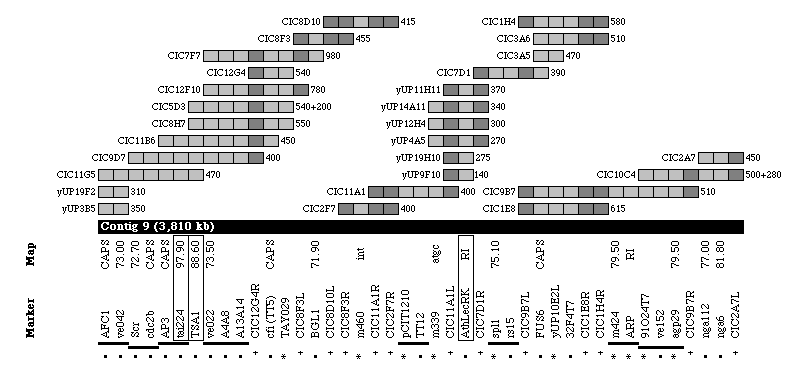 CIC8D10 415 CIC1H4 580
CIC8F3 455 CIC3A6 510
CIC7F7 980 CIC3A5 470
CIC12G4 540 CIC7D1 390
CIC12F10 780 yUP11H11 370
CIC5D3 540+200 yUP14A11 340
CIC8H7 550 yUP12H4 300
CIC11B6 450 yUP4A5 270
CIC9D7 400 yUP19H10 275 CIC2A7 450
CIC11G5 470 yUP9F10 140 CIC10C4 500+280
yUP19F2 310 CIC11A1 400 CIC9B7 510
yUP3B5 350 CIC2F7 400 CIC1E8 615
Contig 9 (3,810 kb)
Map CAPS 73.00 72.70 CAPS CAPS 97.90 88.60 73.50 CAPS 71.90 int atgc RI 75.10 CAPS 79.50 RI 79.50 77.00 81.80
Marker AFC1 ve042 Scr cdc2b AP3 tai224 TSA1 ve022 A4A8 A13A14 CIC12G4R cfi (TT5) TAY029 CIC8F3L BGL1 CIC8D10L CIC8F3R m460 CIC11A1R CIC2F7R pCIT1210 TT12 m339 CIC11A1L AthLeRK CIC7D1R spl1 rs15 CIC9B7L FUS6 yUP10E2L 32F4T7 CIC1E8R CIC1H4R m424 ARP 91O24T7 ve152 agp29 CIC9B7R nga112 nga6 CIC2A7L